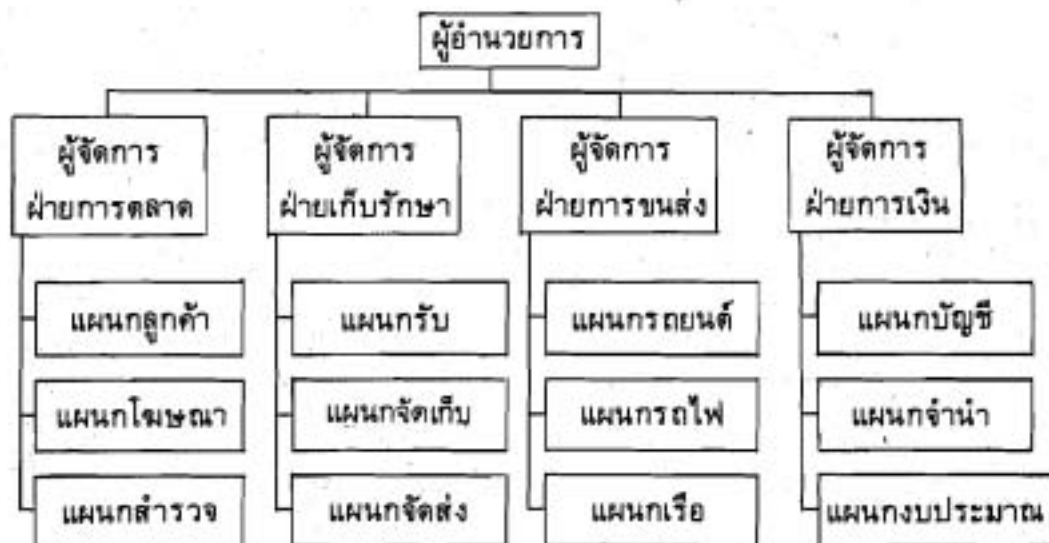 ผู้อำนวยการ
ผู้จัดการ
ฝ่ายการตลาด
ผู้จัดการ
ฝ่ายเก็บรักษา
ผู้จัดการ
ฝ่ายการขนส่ง
ผู้จัดการ
ฝ่ายการเงิน
แผนกลูกค้า
แผนกรับ
แผนกรถยนต์
แผนกบัญชี
แผนกโฆษณา
แผนกจัดเก็บ
แผนกรถไฟ
แผนกจำนำ
แผนกสำรวจ
แผนกจัดส่ง
แผนกเรือ
แผนกงบประมาณ